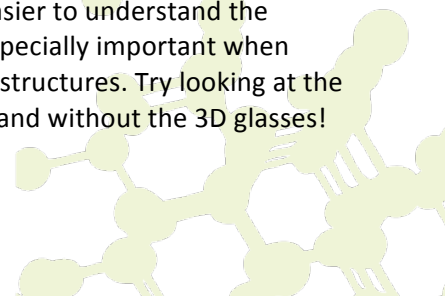 asier to understand the
pecially important when
structures. Try looking at the
and without the 3D glasses!